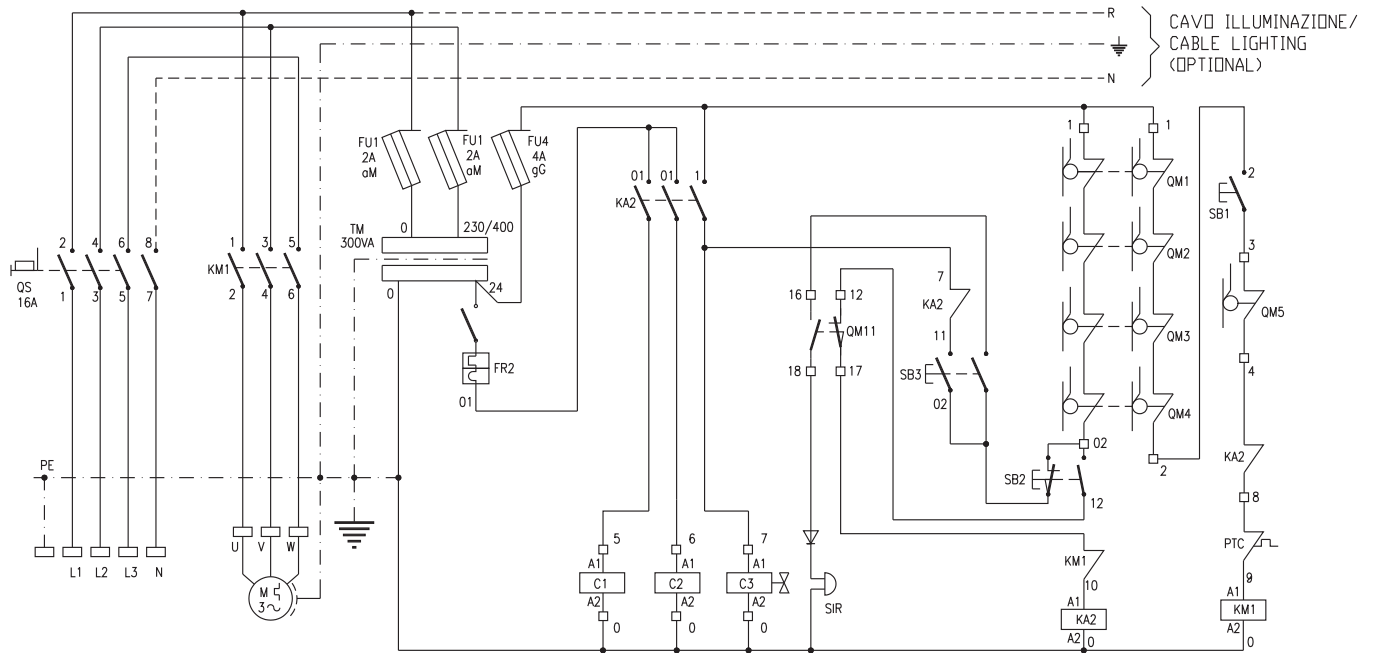 R
N
CAVO ILLUMINAZIONE/
CABLE LIGHTING
(OPTIONAL)
FU1
2A
aM
FU1
2A
aM
FU4
4A
gG
1
1
01
01
1
KA2
QM1
2
SB1
TM
300VA
0
230/400
2
4
6
8
1
3
5
KM1
QS
16A
1
3
5
7
2
4
6
0
24
QM2
3
7
16
12
KA2
QM5
QM11
11
QM3
FR2
18
17
SB3
4
01
02
QM4
02
KA2
PE
2
SB2
8
12
U
V
W
5
6
7
PTC
L1
L2
L3
N
A1
A1
A1
KM1
C1
C2
C3
10
9
M
3~
A2
A2
A2
SIR
A1
A1
KA2
KM1
0
0
0
A2
0
A2
0